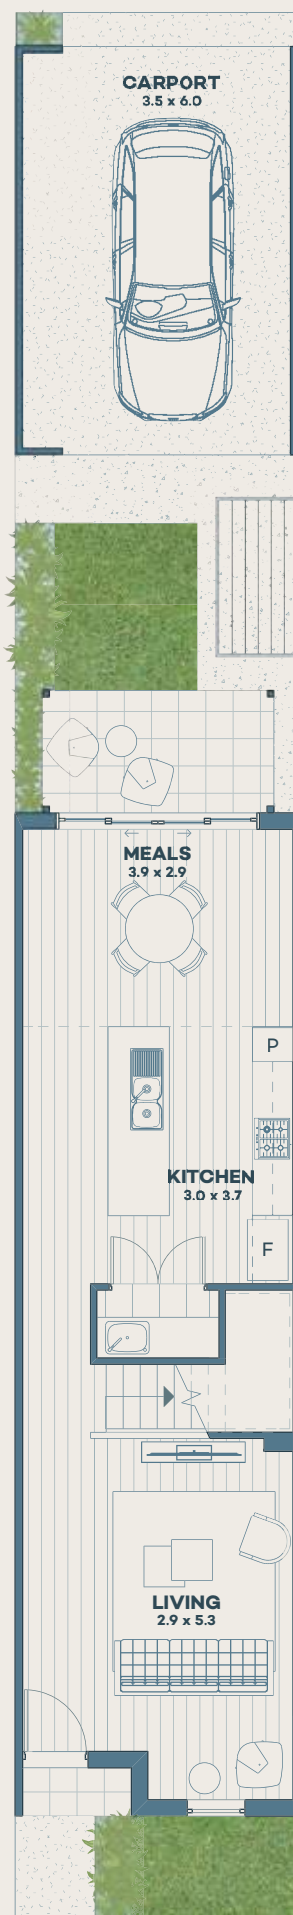 CARPORT
3.5 x 6.0
MEALS
3.9 x 2.9
P
KITCHEN
3.0 x 3.7
F
LIVING
2.9 x 5.3